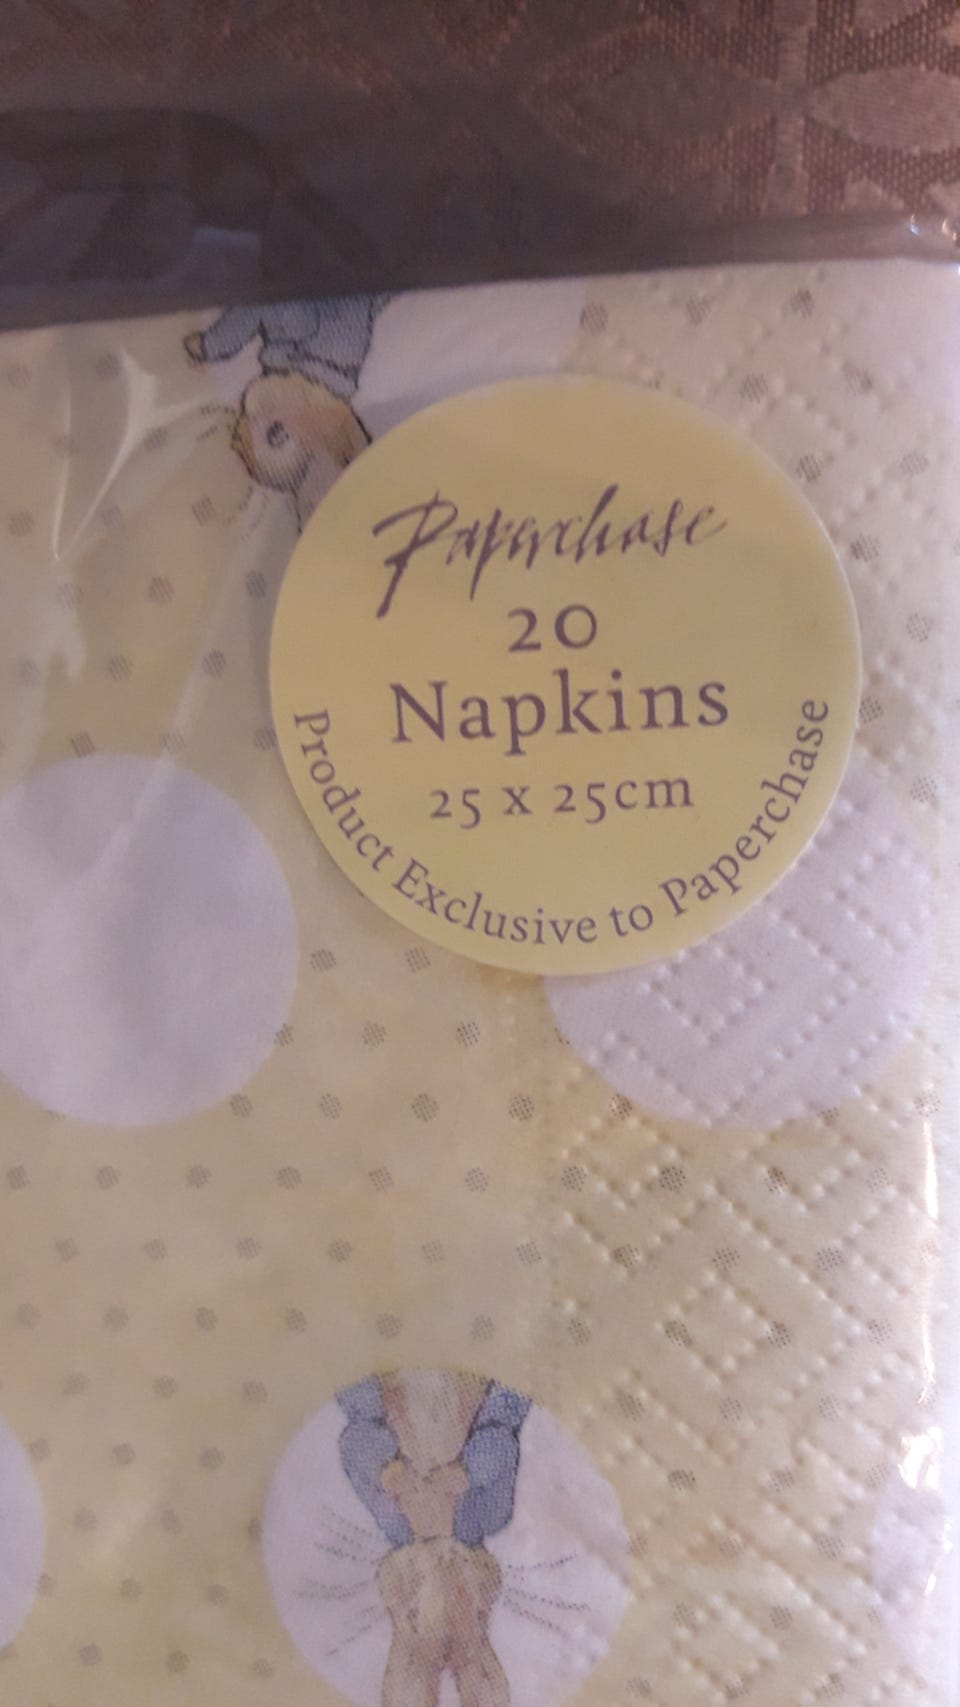 Paperchase
20
Napkins
25 x 25cm
Product Exclusive to Paperchase